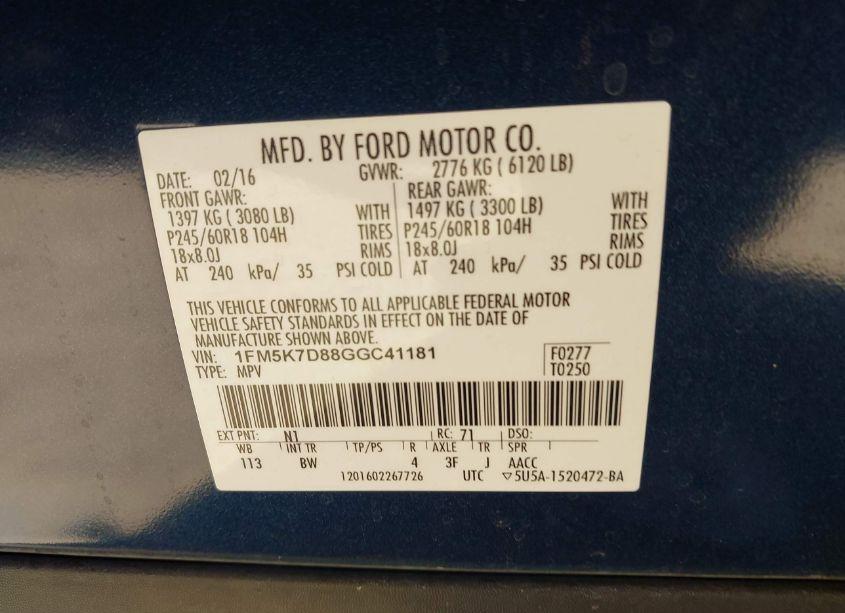 MFD. BY FORD MOTOR CO.
DATE: 02/16 GVWR: 2776 KG ( 6120 LB)
FRONT GAWR: REAR GAWR:
1397 KG ( 3080 LB) WITH 1497 KG ( 3300 LB) WITH
P245/60R18 104H TIRES P245/60R18 104H TIRES
18x8.0J RIMS 18x8.0J RIMS
AT 240 kPa/ 35 PSI COLD AT 240 kPa/ 35 PSI COLD
THIS VEHICLE CONFORMS TO ALL APPLICABLE FEDERAL MOTOR
VEHICLE SAFETY STANDARDS IN EFFECT ON THE DATE OF
MANUFACTURE SHOWN ABOVE.
VIN: 1FM5K7D88GGC41181 F0277
TYPE: MPV T0250
EXT PNT: N1 RC: 71 DSO:
WB INT TR TP/PS R AXLE TR SPR
113 BW 4 3F J AACC
1201602267726 UTC ▽5U5A-1520472-BA